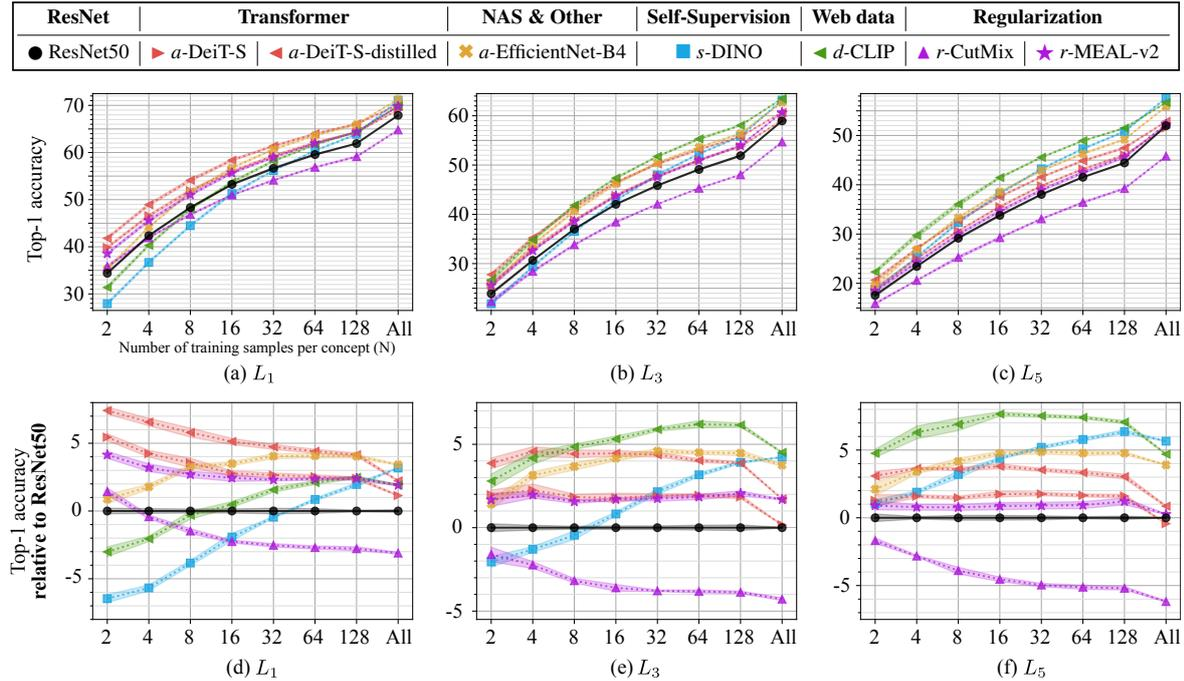 ResNet Transformer NAS & Other Self-Supervision Web data Regularization
ResNet50 a-DeiT-S a-DeiT-S-distilled a-EfficientNet-B4 s-DINO d-CLIP r-CutMix r-MEAL-v2
Top-1 accuracy
70
60
50
40
30
2 4 8 16 32 64 128 All
Number of training samples per concept (N)
(a) L1
60
50
40
30
2 4 8 16 32 64 128 All
(b) L3
50
40
30
20
2 4 8 16 32 64 128 All
(c) L5
Top-1 accuracy
relative to ResNet50
5
0
-5
2 4 8 16 32 64 128 All
(d) L1
5
0
-5
2 4 8 16 32 64 128 All
(e) L3
5
0
-5
2 4 8 16 32 64 128 All
(f) L5